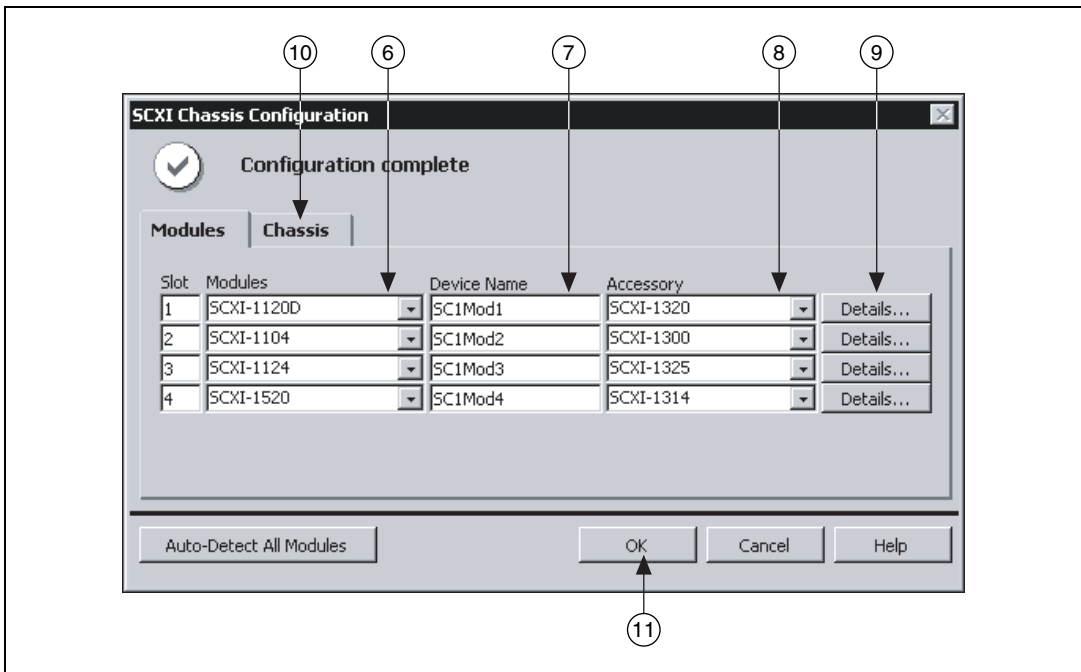 10 6 7 8 9
SCXI Chassis Configuration
Configuration complete
Modules Chassis
Slot Modules Device Name Accessory
1 SCXI-1120D SC1Mod1 SCXI-1320 Details...
2 SCXI-1104 SC1Mod2 SCXI-1300 Details...
3 SCXI-1124 SC1Mod3 SCXI-1325 Details...
4 SCXI-1520 SC1Mod4 SCXI-1314 Details...
Auto-Detect All Modules OK Cancel Help
11